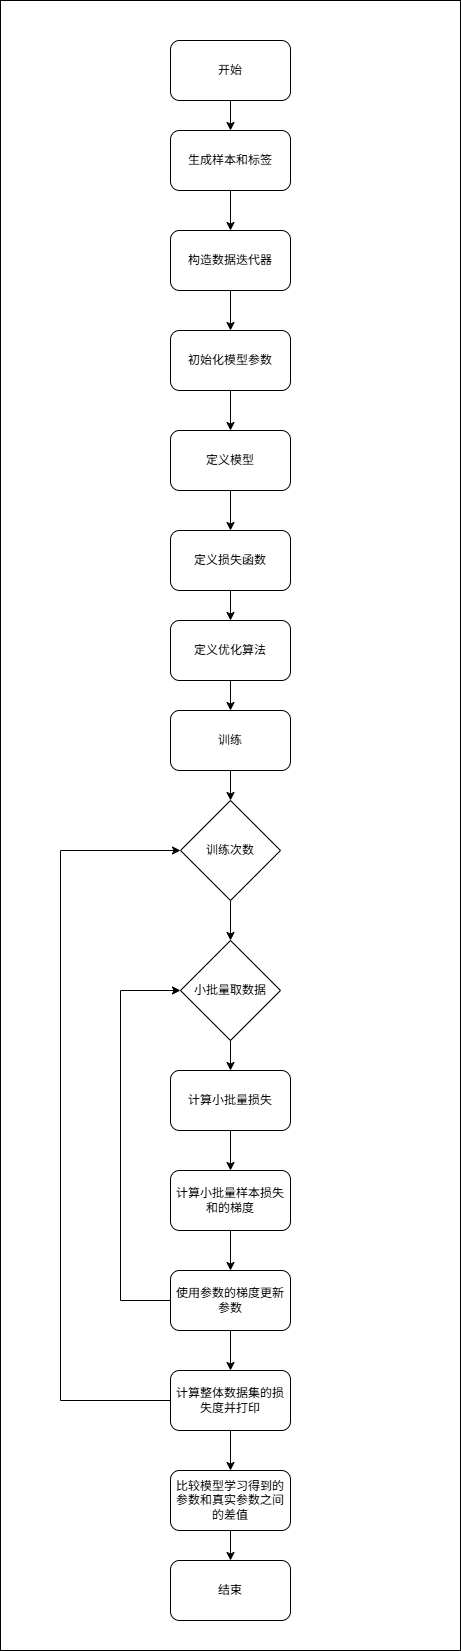 开始
生成样本和标签
构造数据迭代器
初始化模型参数
定义模型
定义损失函数
定义优化算法
训练
训练次数
小批量取数据
计算小批量损失
计算小批量样本损失
和的梯度
使用参数的梯度更新
参数
计算整体数据集的损
失度并打印
比较模型学习得到的
参数和真实参数之间
的差值
结束